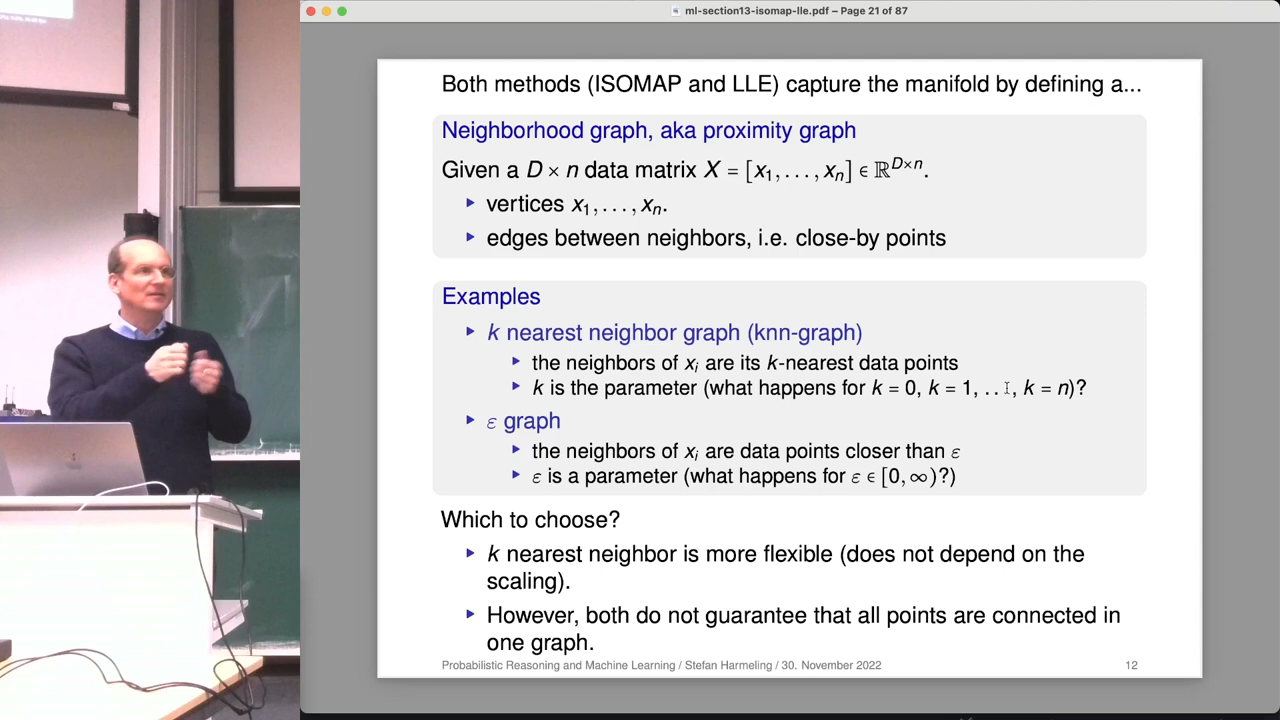 ml-section13-isomap-lle.pdf – Page 21 of 87
Both methods (ISOMAP and LLE) capture the manifold by defining a...
Neighborhood graph, aka proximity graph
Given a D × n data matrix X = [x₁, . . . , xₙ] ∈ ℝ^{D×n}.
▸ vertices x₁, . . . , xₙ.
▸ edges between neighbors, i.e. close-by points
Examples
▸ k nearest neighbor graph (knn-graph)
▸ the neighbors of xᵢ are its k-nearest data points
▸ k is the parameter (what happens for k = 0, k = 1, . . ., k = n)?
▸ ε graph
▸ the neighbors of xᵢ are data points closer than ε
▸ ε is a parameter (what happens for ε ∈ [0, ∞)?)
Which to choose?
▸ k nearest neighbor is more flexible (does not depend on the
scaling).
▸ However, both do not guarantee that all points are connected in
one graph.
Probabilistic Reasoning and Machine Learning / Stefan Harmeling / 30. November 2022
12